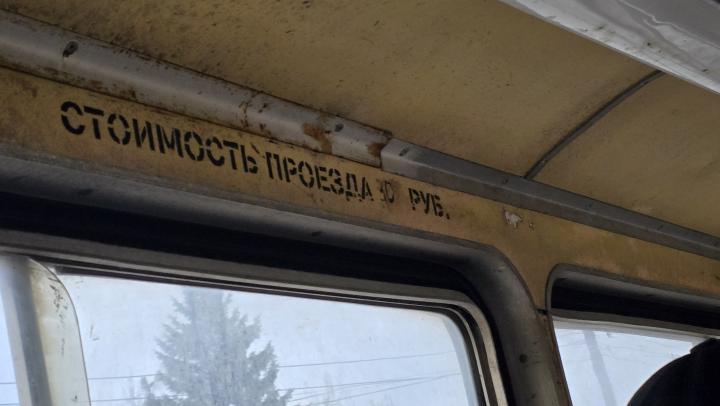 СТОИМОСТЬ ПРОЕЗДА РУБ.